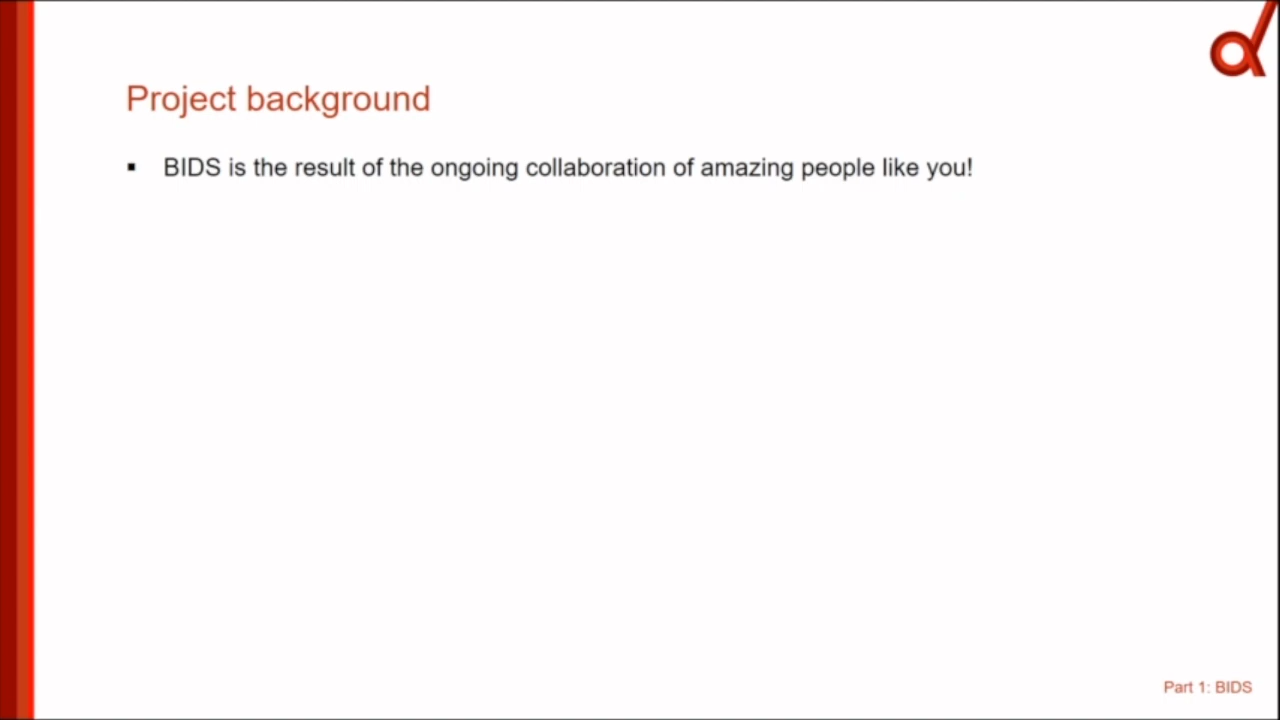 Project background
▪ BIDS is the result of the ongoing collaboration of amazing people like you!
Part 1: BIDS